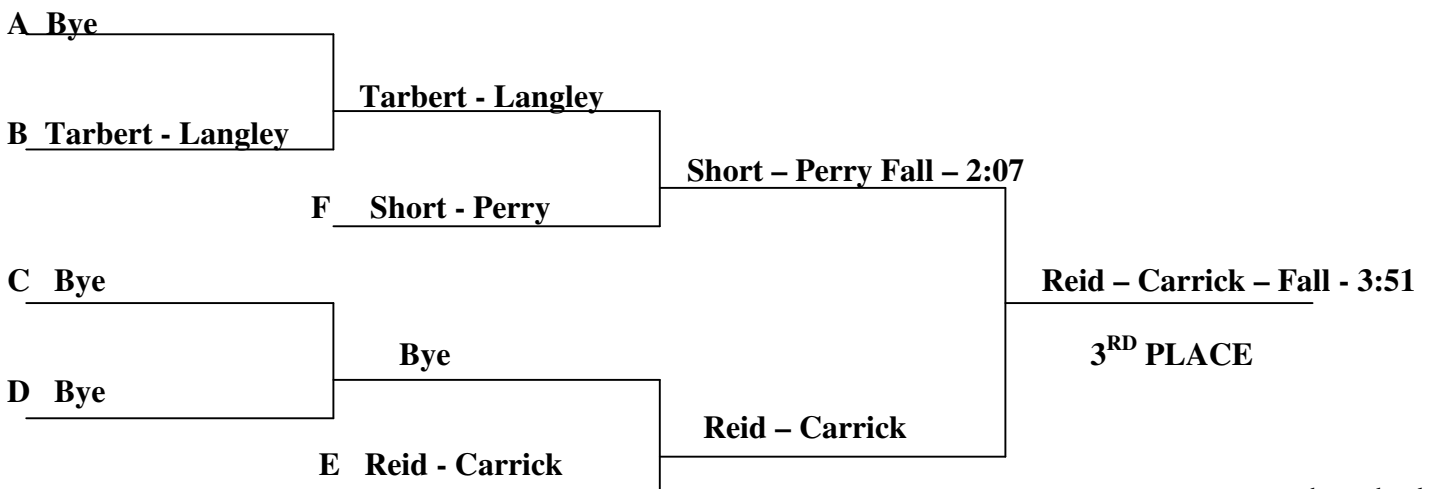 A Bye
Tarbert - Langley
B Tarbert - Langley
Short – Perry Fall – 2:07
F Short - Perry
C Bye
Reid – Carrick – Fall - 3:51
Bye
3RD PLACE
D Bye
Reid – Carrick
E Reid - Carrick